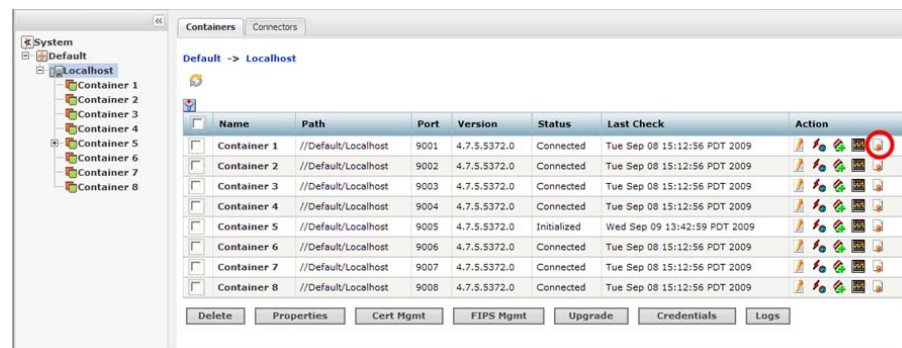 Containers Connectors
System
Default
Localhost
Container 1
Container 2
Container 3
Container 4
Container 5
Container 6
Container 7
Container 8
Default -> Localhost
Name Path Port Version Status Last Check Action
Container 1 //Default/Localhost 9001 4.7.5.5372.0 Connected Tue Sep 08 15:12:56 PDT 2009
Container 2 //Default/Localhost 9002 4.7.5.5372.0 Connected Tue Sep 08 15:12:56 PDT 2009
Container 3 //Default/Localhost 9003 4.7.5.5372.0 Connected Tue Sep 08 15:12:56 PDT 2009
Container 4 //Default/Localhost 9004 4.7.5.5372.0 Connected Tue Sep 08 15:12:56 PDT 2009
Container 5 //Default/Localhost 9005 4.7.5.5372.0 Initialized Wed Sep 09 13:42:59 PDT 2009
Container 6 //Default/Localhost 9006 4.7.5.5372.0 Connected Tue Sep 08 15:12:56 PDT 2009
Container 7 //Default/Localhost 9007 4.7.5.5372.0 Connected Tue Sep 08 15:12:56 PDT 2009
Container 8 //Default/Localhost 9008 4.7.5.5372.0 Connected Tue Sep 08 15:12:56 PDT 2009
Delete Properties Cert Mgmt FIPS Mgmt Upgrade Credentials Logs